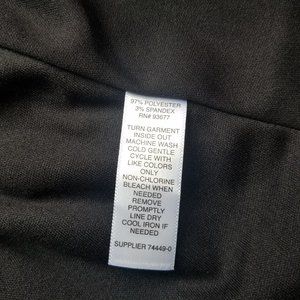 97% POLYESTER
3% SPANDEX
RN# 93677
TURN GARMENT
INSIDE OUT
MACHINE WASH
COLD GENTLE
CYCLE WITH
LIKE COLORS
ONLY
NON-CHLORINE
BLEACH WHEN
NEEDED
REMOVE
PROMPTLY
LINE DRY
COOL IRON IF
NEEDED
SUPPLIER 74449-0